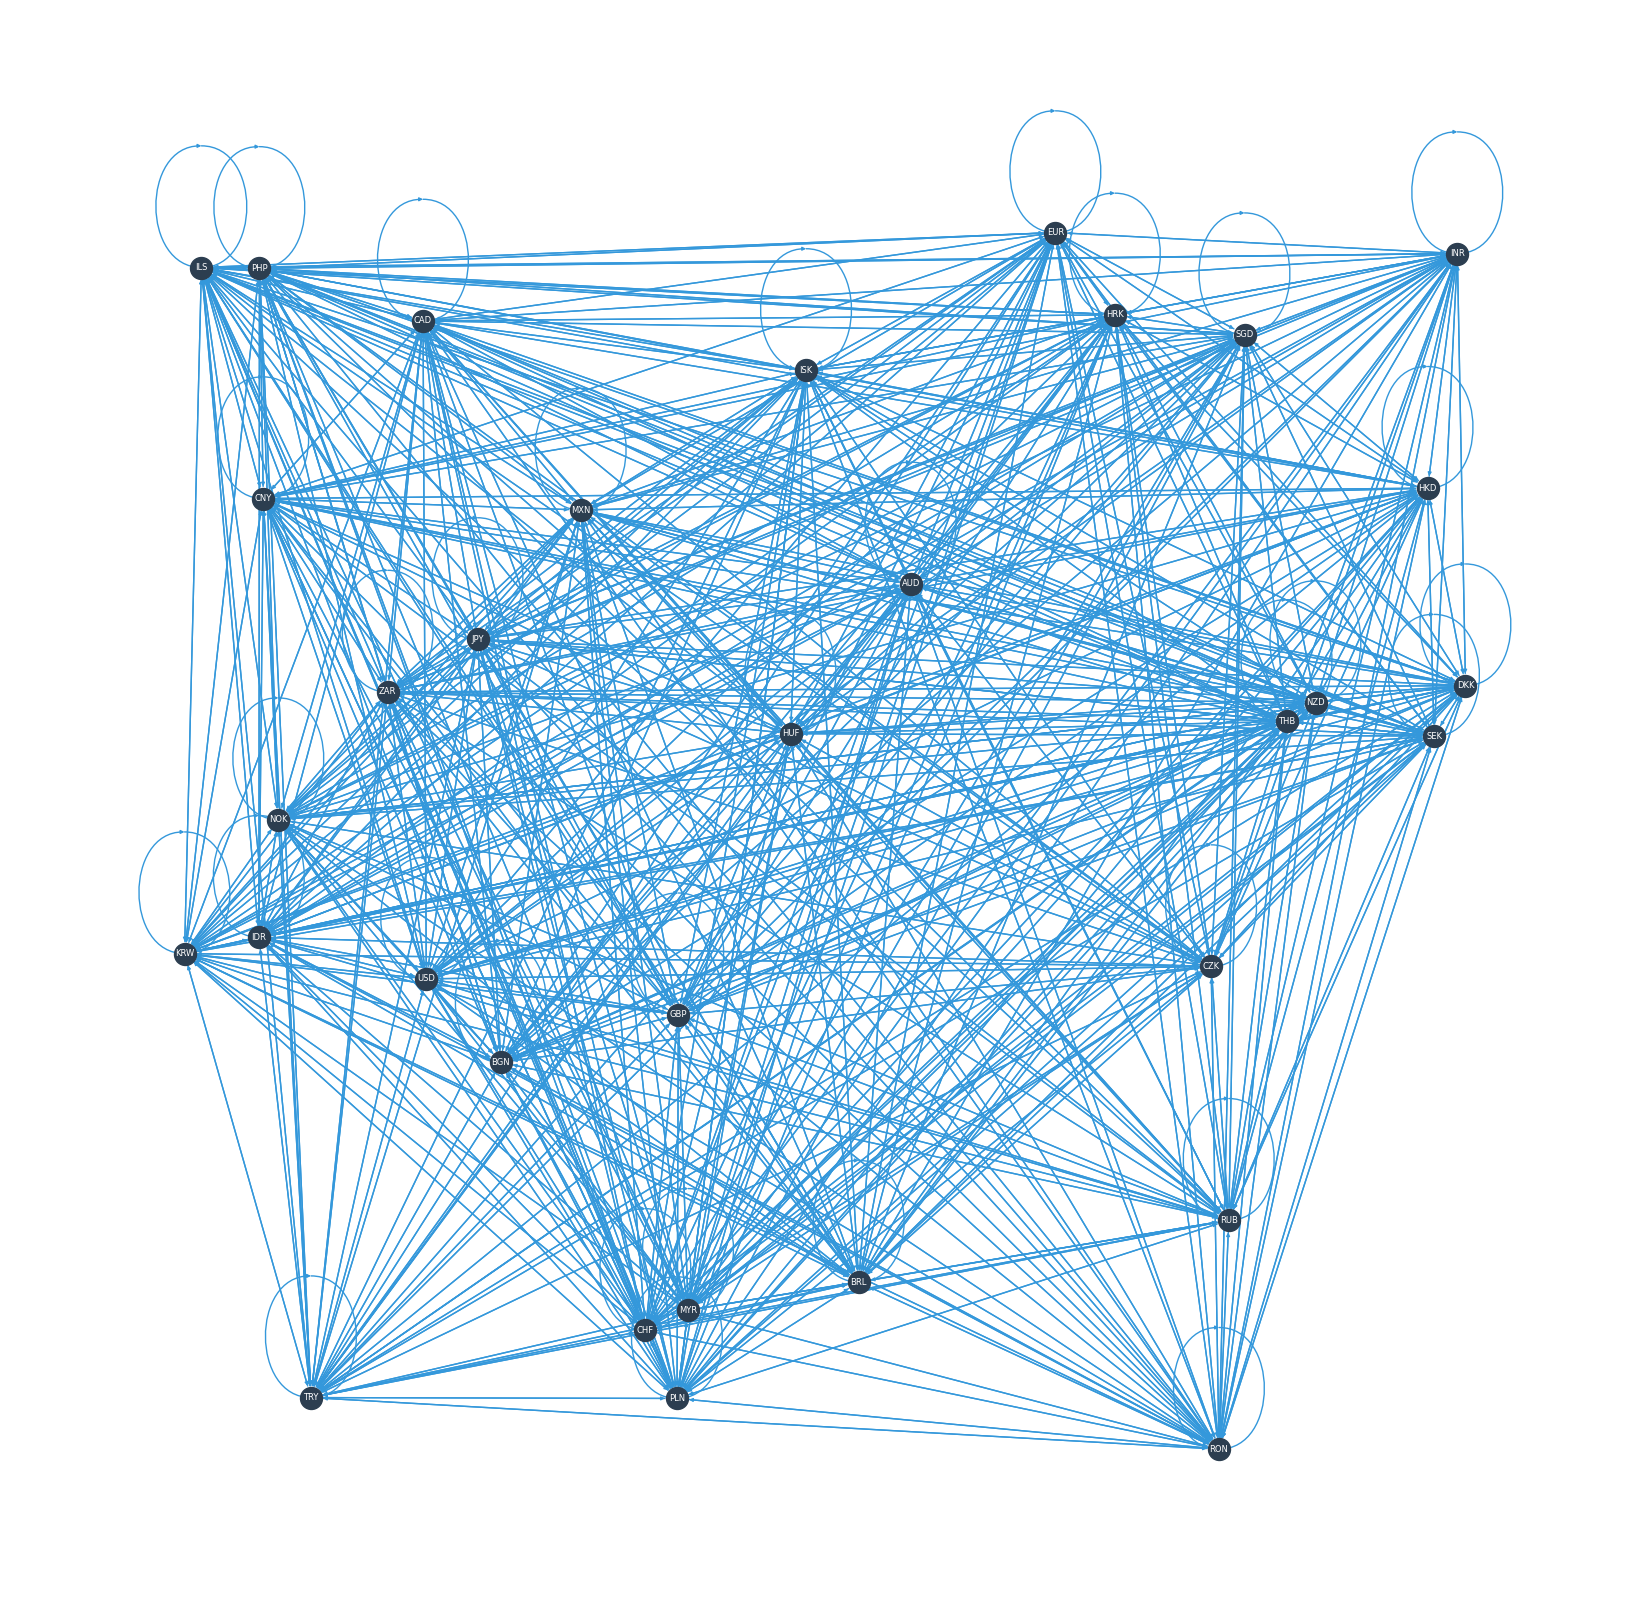 EUR
INR
ILS
PHP
HRK
CAD
SGD
ISK
HKD
CNY
MXN
AUD
JPY
DKK
ZAR
NZD
THB
HUF
SEK
NOK
IDR
KRW
CZK
USD
GBP
BGN
RUB
BRL
MYR
CHF
TRY
PLN
RON